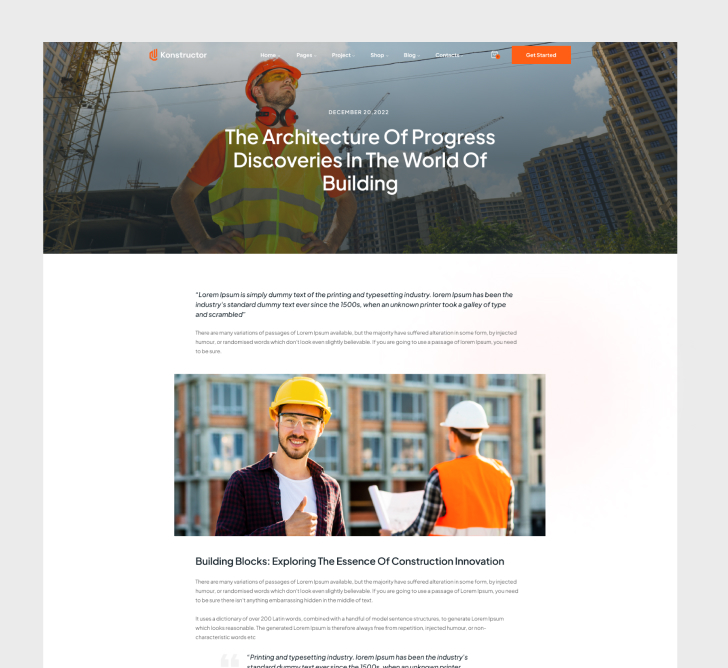 Konstructor
Home Pages Project Shop Blog Contacts Get Started
DECEMBER 20, 2022
The Architecture Of Progress
Discoveries In The World Of
Building
"Lorem Ipsum is simply dummy text of the printing and typesetting industry. lorem Ipsum has been the
industry's standard dummy text ever since the 1500s, when an unknown printer took a galley of type
and scrambled"
There are many variations of passages of Lorem Ipsum available, but the majority have suffered alteration in some form, by injected
humour, or randomised words which don't look even slightly believable. If you are going to use a passage of lorem Ipsum, you need
to be sure.
Building Blocks: Exploring The Essence Of Construction Innovation
There are many variations of passages of Lorem Ipsum available, but the majority have suffered alteration in some form, by injected
humour, or randomised words which don't look even slightly believable. If you are going to use a passage of Lorem Ipsum, you need
to be sure there isn't anything embarrassing hidden in the middle of text.
It uses a dictionary of over 200 Latin words, combined with a handful of model sentence structures, to generate Lorem Ipsum
which looks reasonable. The generated Lorem Ipsum is therefore always free from repetition, injected humour, or non-
characteristic words etc
"Printing and typesetting industry. lorem Ipsum has been the industry's
standard dummy text ever since the 1500s, when an unknown printer